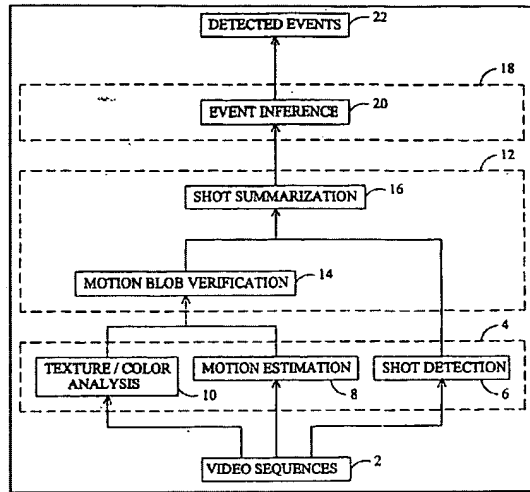 DETECTED EVENTS
22
18
EVENT INFERENCE
20
12
SHOT SUMMARIZATION
16
MOTION BLOB VERIFICATION
14
4
TEXTURE / COLOR
ANALYSIS
10
MOTION ESTIMATION
8
SHOT DETECTION
6
VIDEO SEQUENCES
2